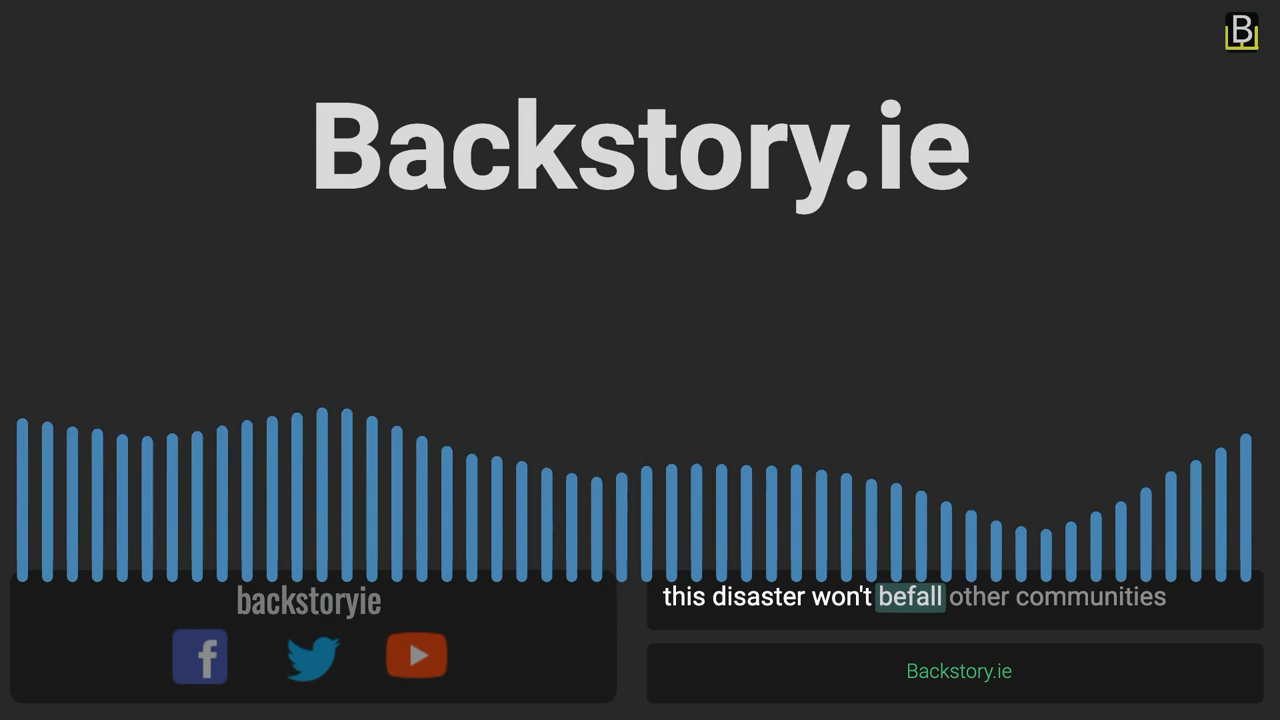 B
Backstory.ie
backstoryie
this disaster won't befall other communities
Backstory.ie